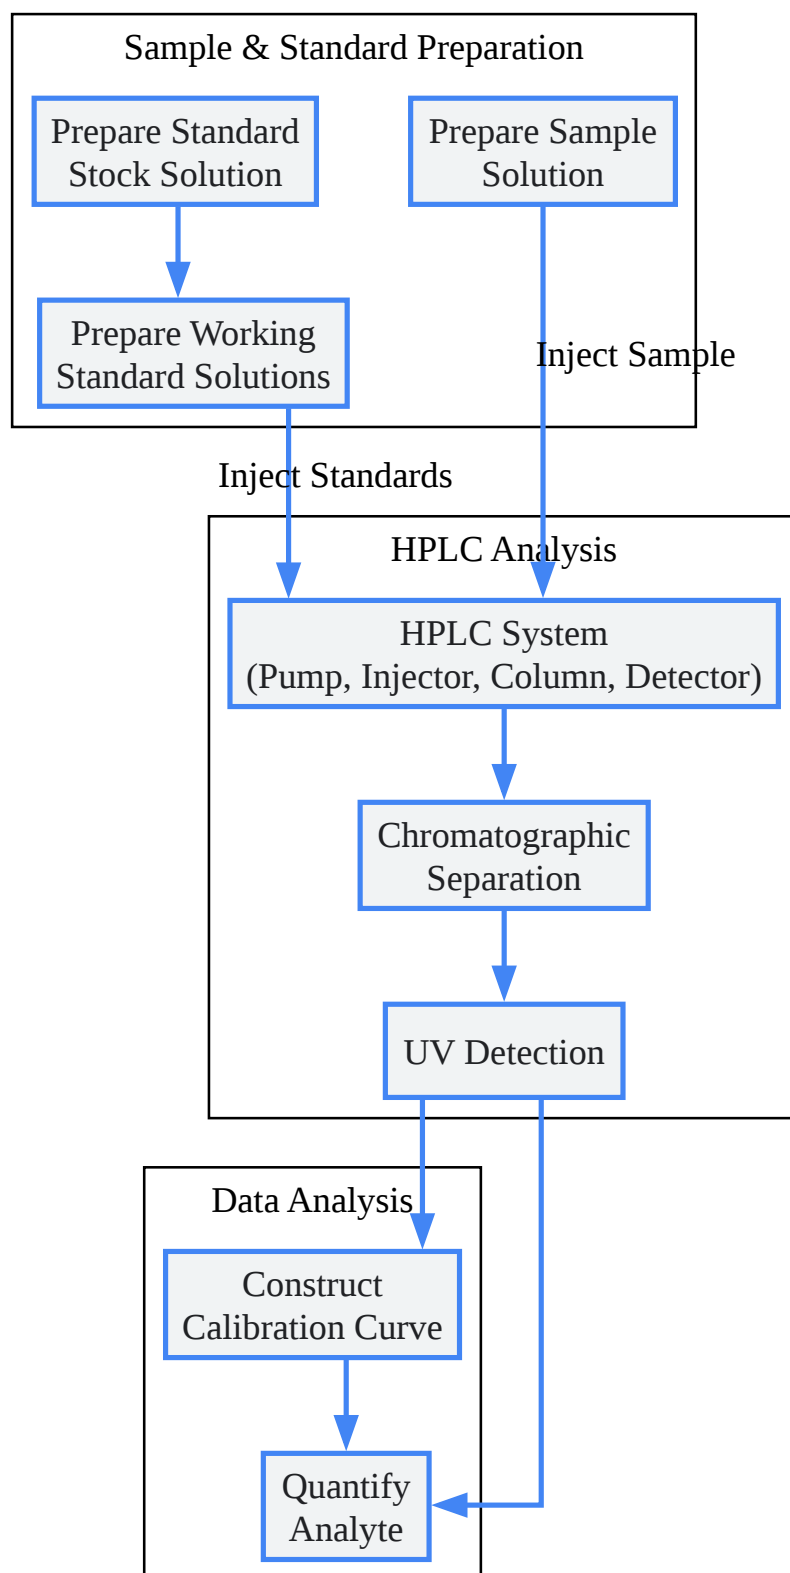 Sample & Standard Preparation
Prepare Standard
Stock Solution
Prepare Sample
Solution
Prepare Working
Standard Solutions
Inject Sample
Inject Standards
HPLC Analysis
HPLC System
(Pump, Injector, Column, Detector)
Chromatographic
Separation
UV Detection
Data Analysis
Construct
Calibration Curve
Quantify
Analyte